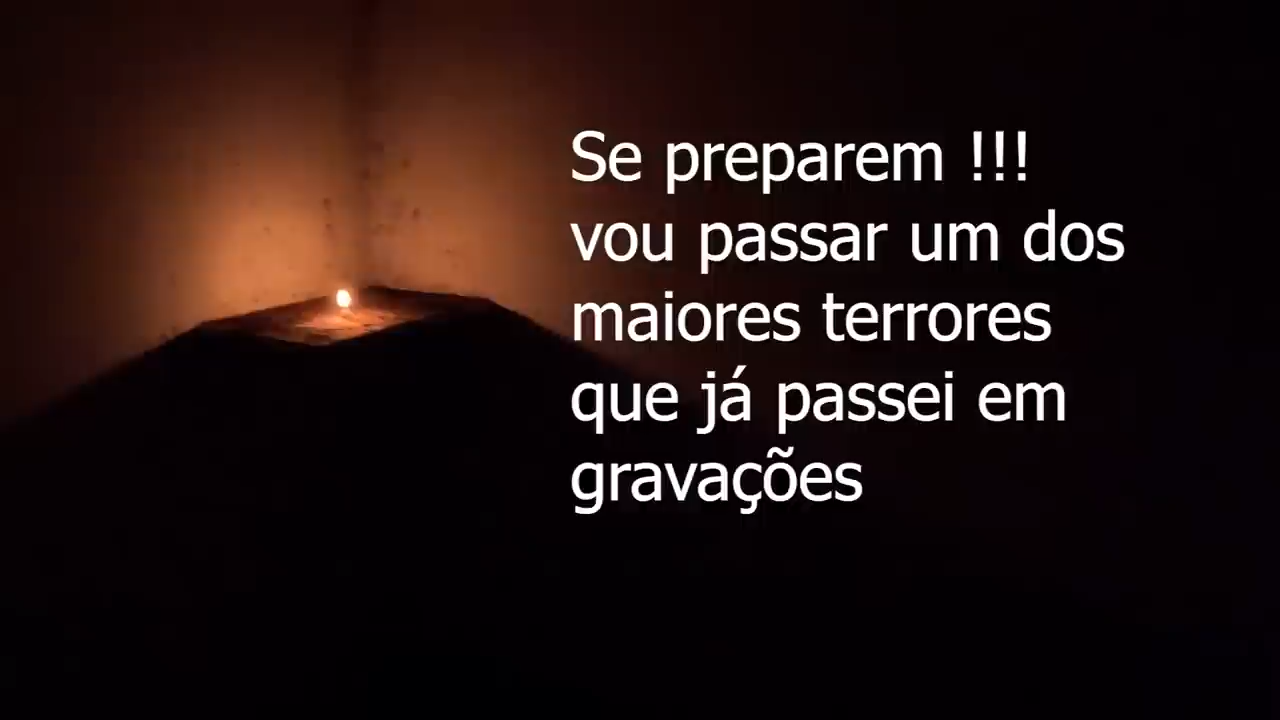 Se preparem !!!
vou passar um dos
maiores terrores
que já passei em
gravações